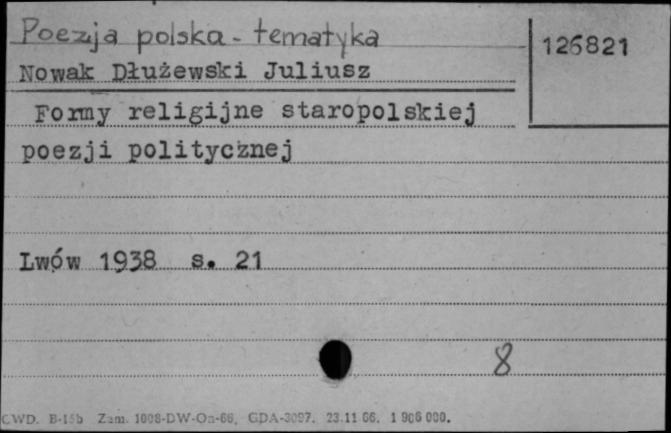 Poezja polska - tematyka
126821
Nowak Dłużewski Juliusz
Formy religijne staropolskiej
poezji politycznej
Lwów 1938 s. 21
8
CWD. B-15b Zam. 1008-DW-Oa-66. GDA-3097. 23.11 66. 1 906 000.